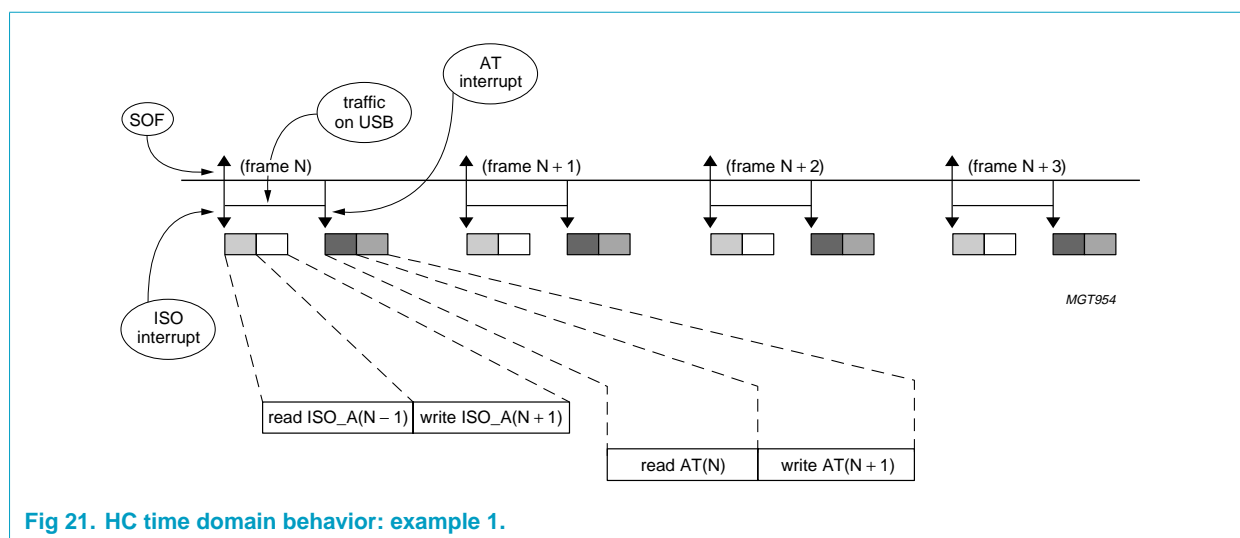 AT
interrupt
traffic
on USB
SOF
(frame N)
(frame N + 1)
(frame N + 2)
(frame N + 3)
MGT954
ISO
interrupt
read ISO_A(N − 1)
write ISO_A(N + 1)
read AT(N)
write AT(N + 1)
Fig 21. HC time domain behavior: example 1.